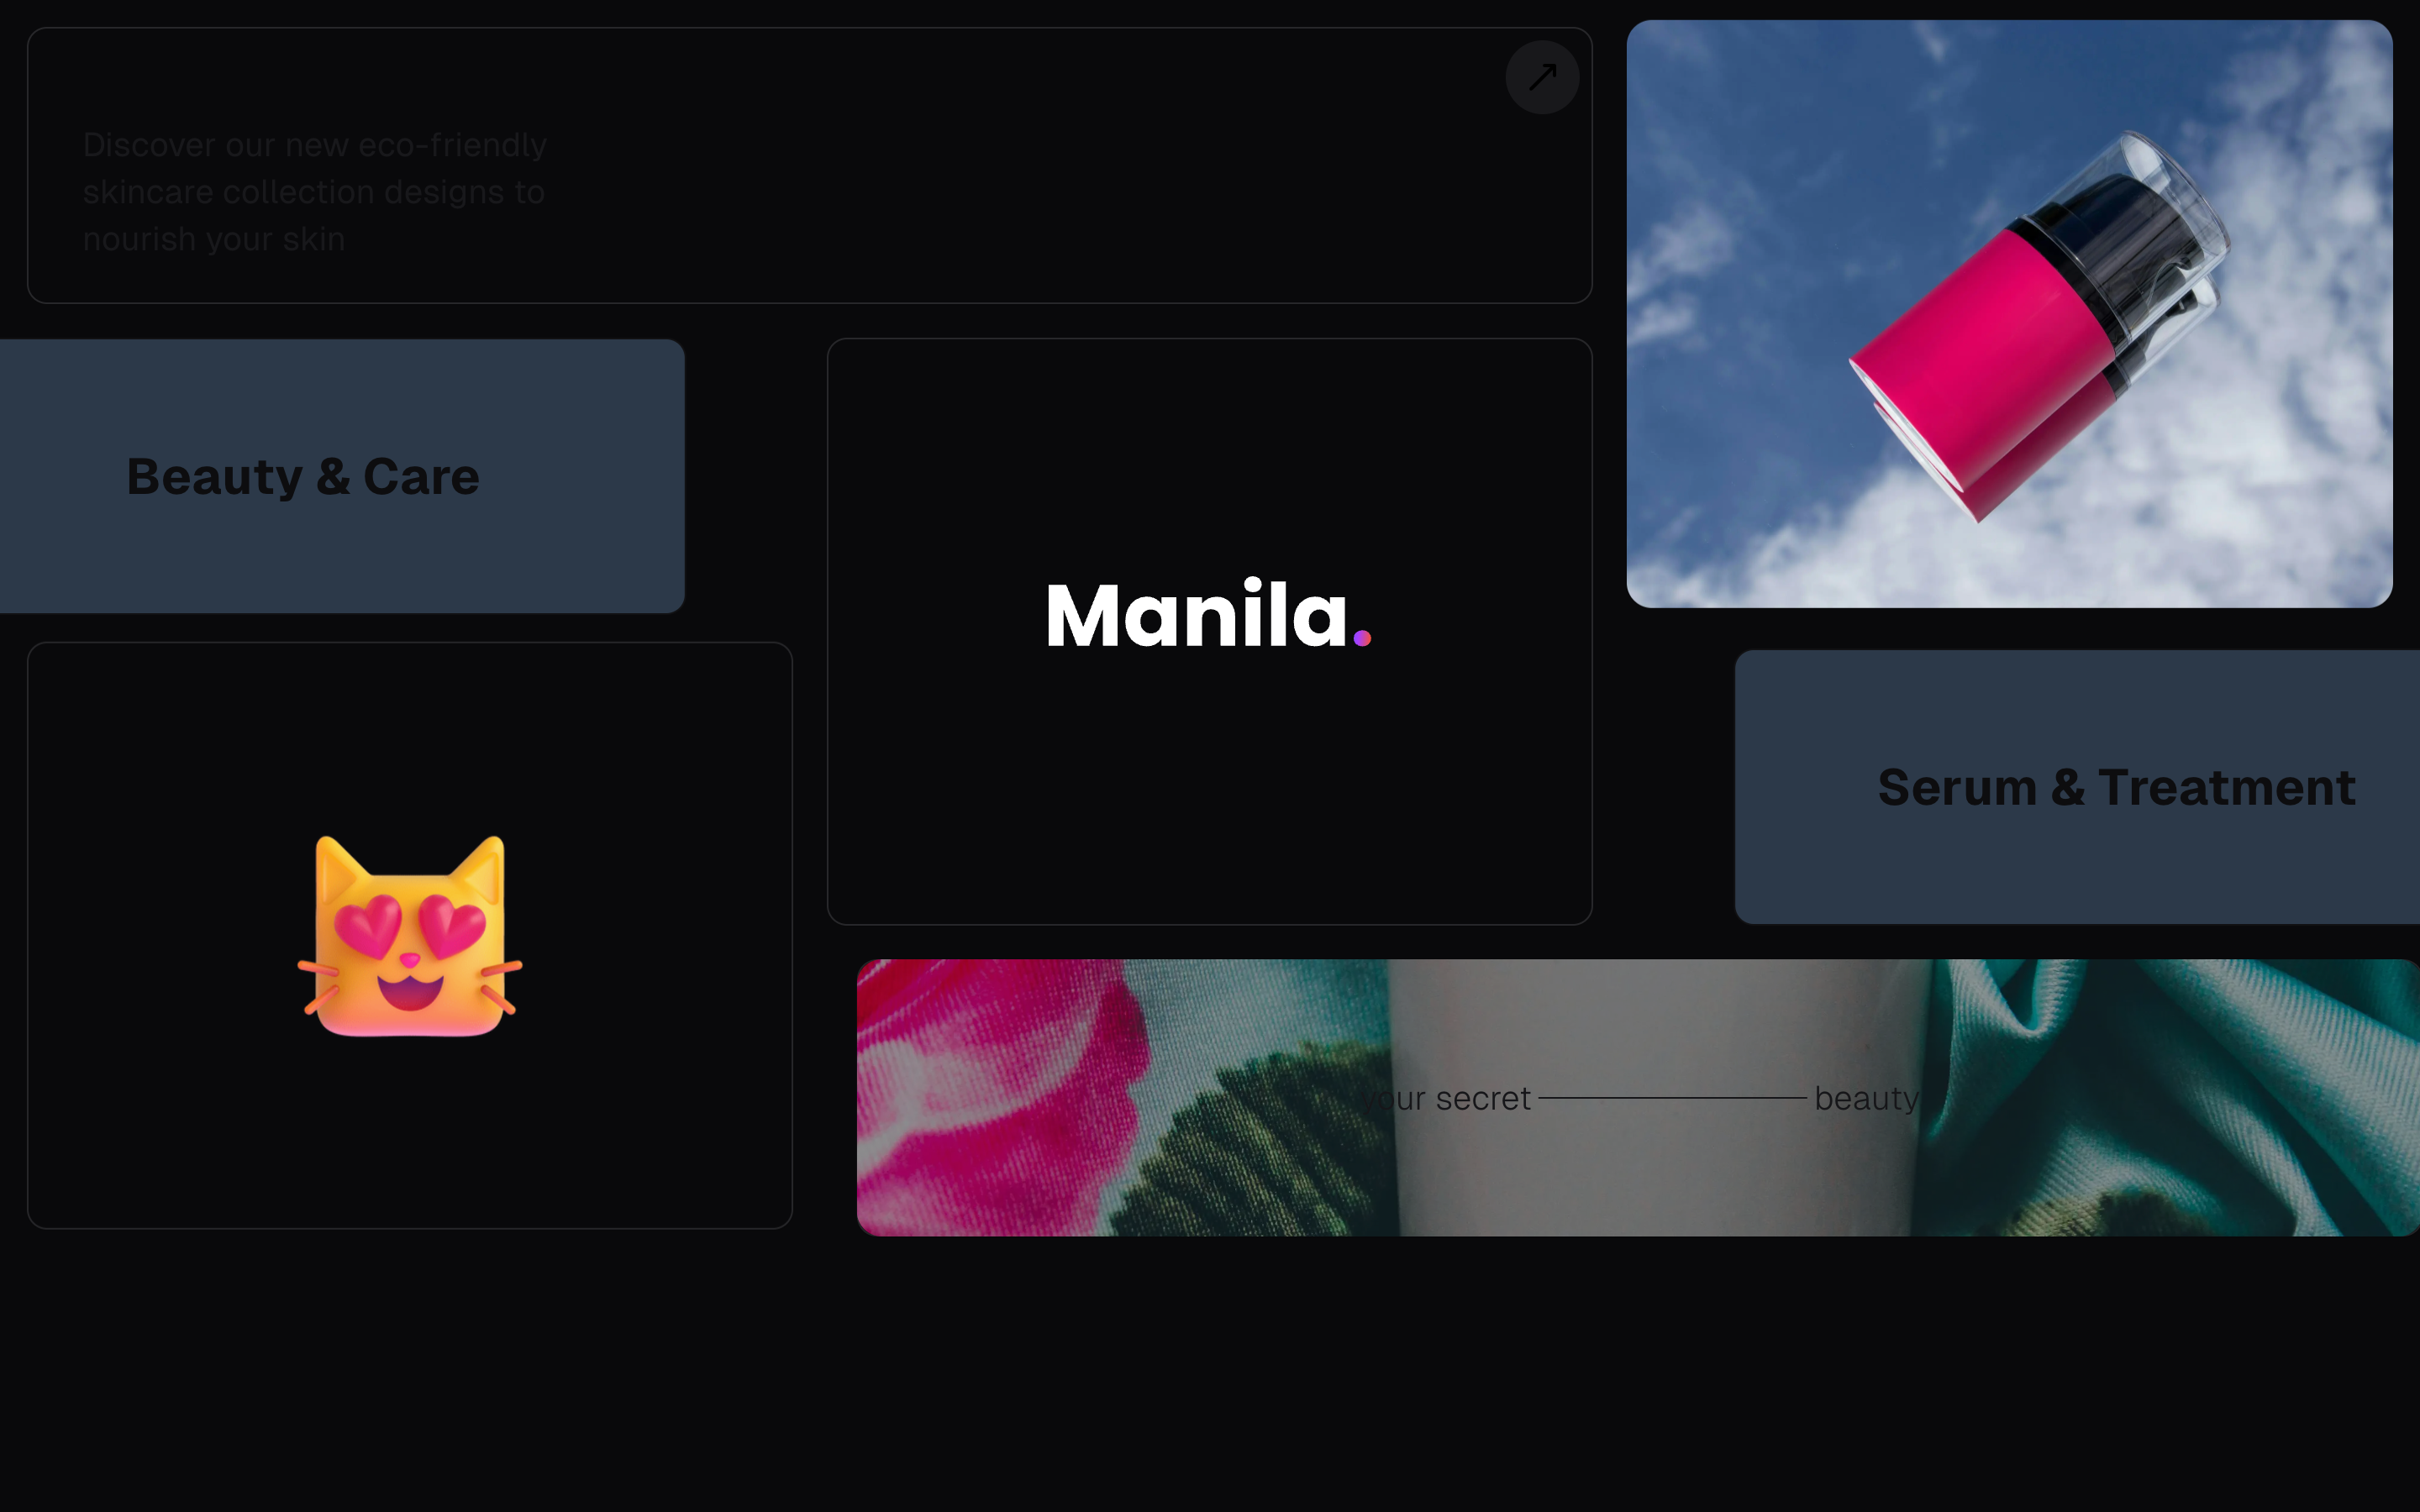 Discover our new eco-friendly
skincare collection designs to
nourish your skin
Beauty & Care
Manila.
Serum & Treatment
your secret beauty